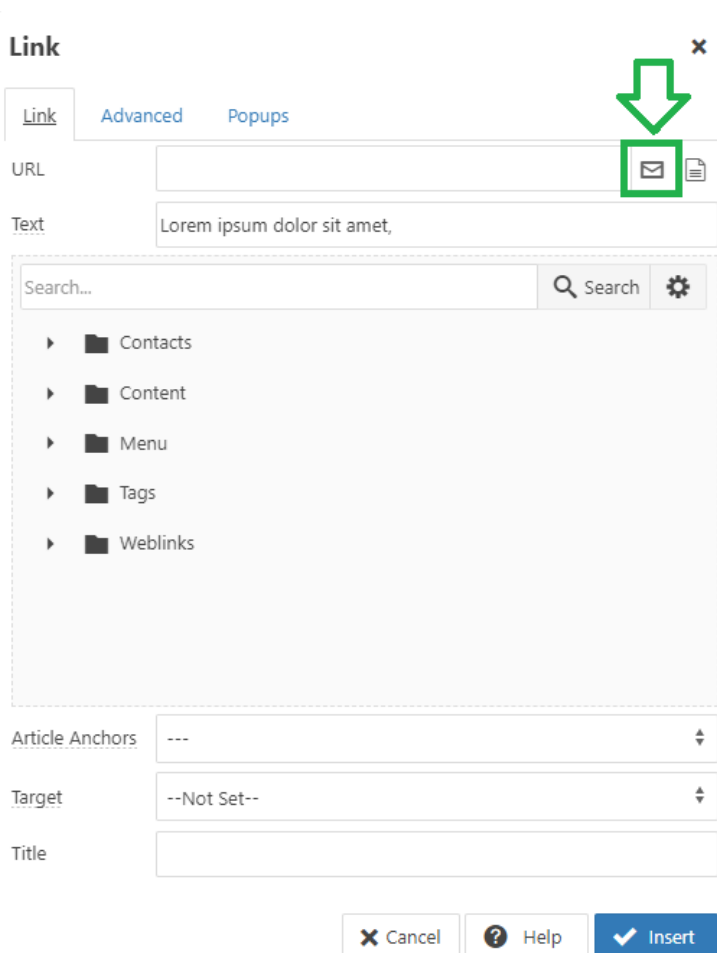 Link
Link Advanced Popups
URL
Text Lorem ipsum dolor sit amet,
Search... Search
Contacts
Content
Menu
Tags
Weblinks
Article Anchors ---
Target --Not Set--
Title
Cancel Help Insert